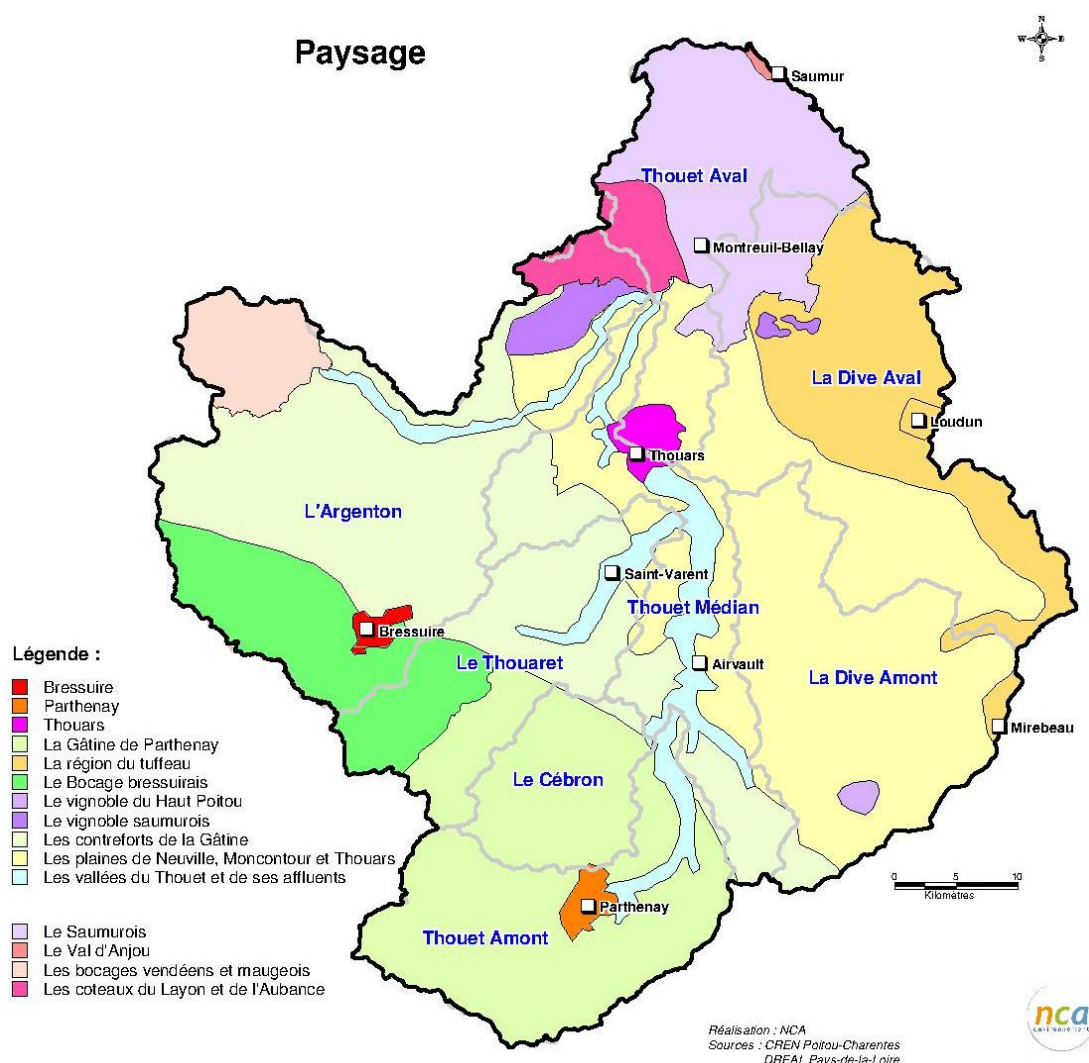 Paysage
N
W E
S
Saumur
Thouet Aval
Montreuil-Bellay
La Dive Aval
Loudun
Thouars
L'Argenton
Saint-Varent
Thouet Médian
Bressuire
Le Thouaret
Airvault
La Dive Amont
Mirebeau
Le Cébron
Parthenay
Thouet Amont
Légende :
Bressuire
Parthenay
Thouars
La Gâtine de Parthenay
La région du tuffeau
Le Bocage bressuirais
Le vignoble du Haut Poitou
Le vignoble saumurois
Les contreforts de la Gâtine
Les plaines de Neuville, Moncontour et Thouars
Les vallées du Thouet et de ses affluents
Le Saumurois
Le Val d'Anjou
Les bocages vendéens et maugeois
Les coteaux du Layon et de l'Aubance
0 5 10
Kilomètres
nca
environnement
Réalisation : NCA
Sources : CREN Poitou-Charentes
DREAL Pays-de-la-Loire